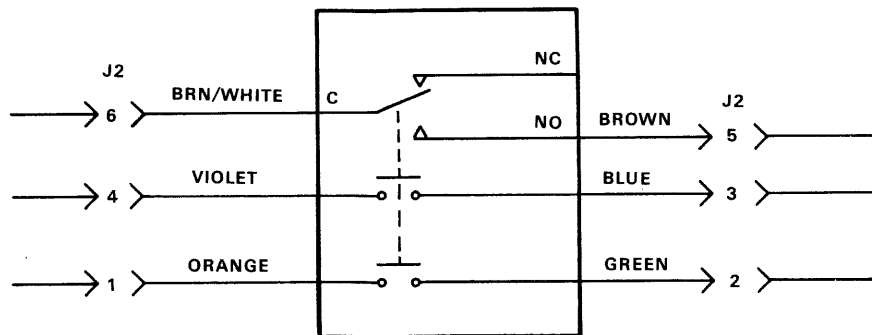 NC
J2
BRN/WHITE
C
J2
6
NO
BROWN
5
VIOLET
BLUE
4
3
ORANGE
GREEN
1
2